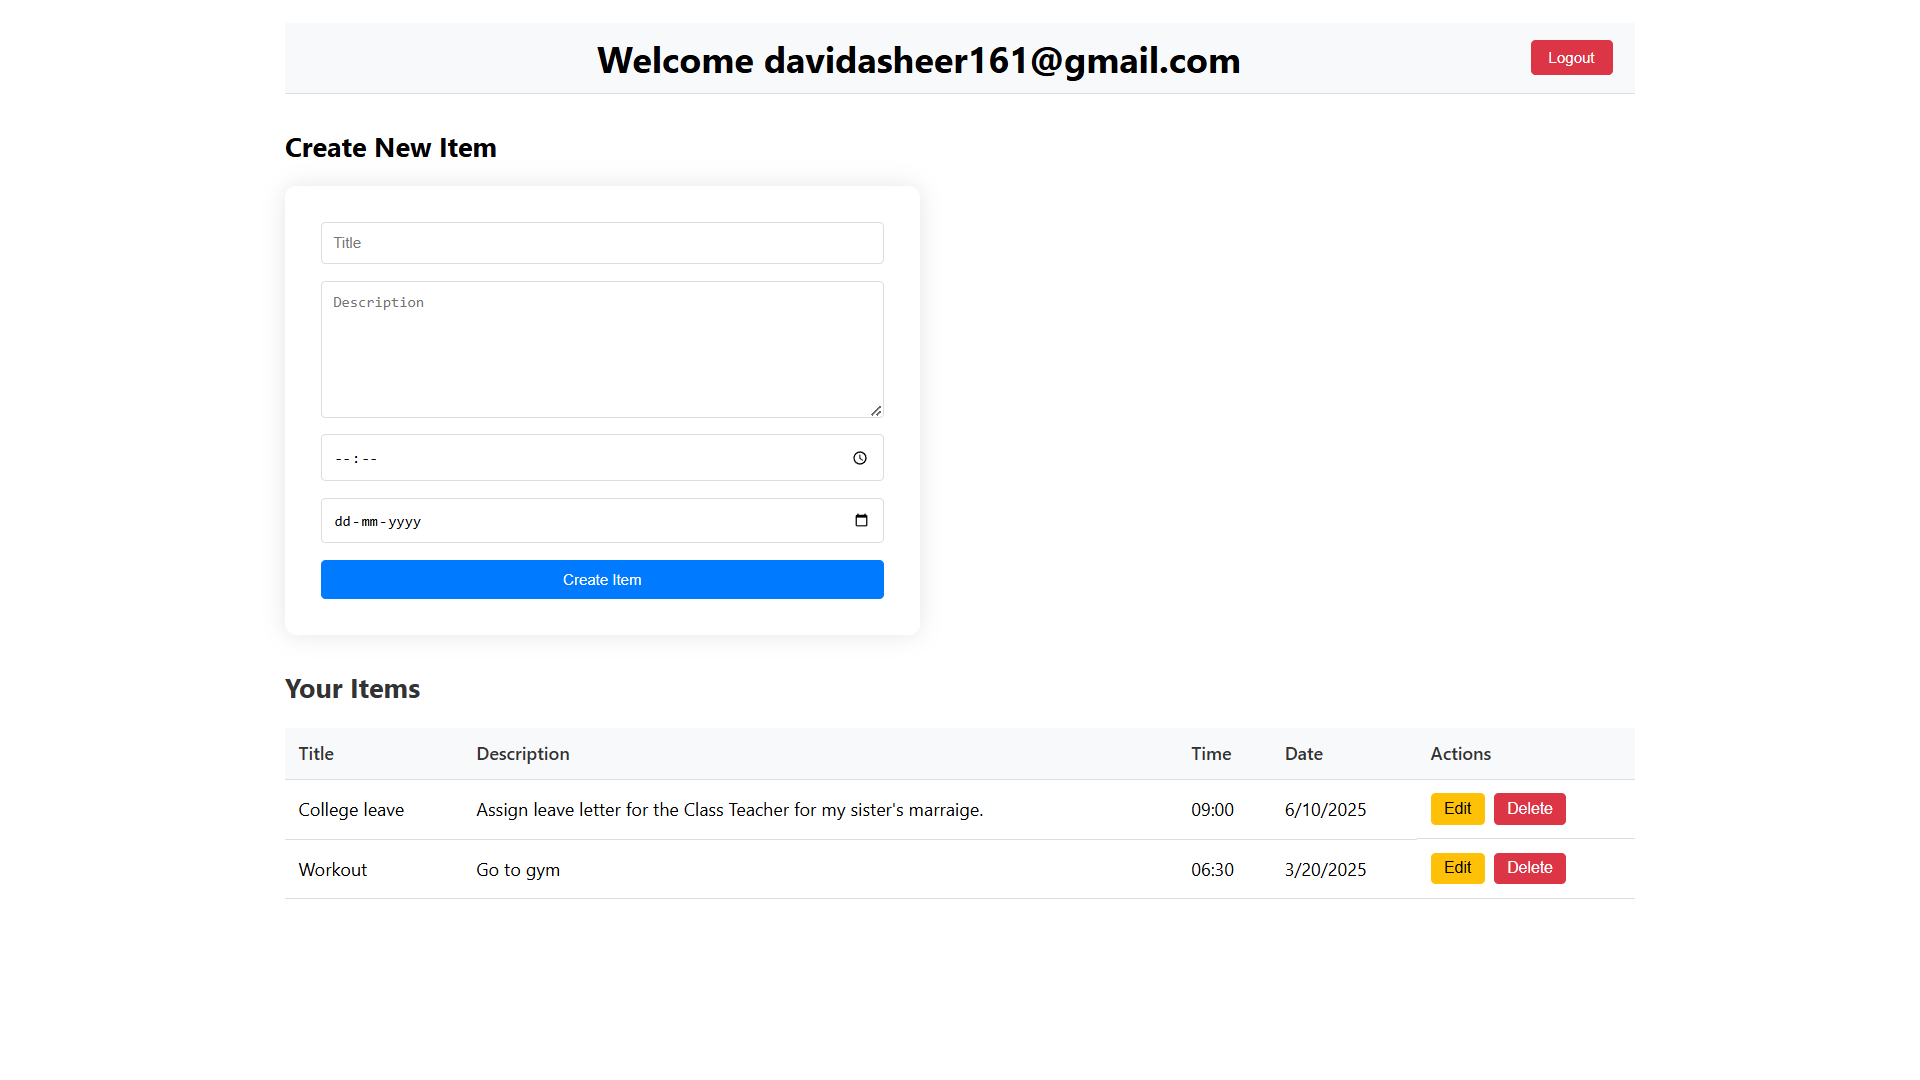 Welcome davidasheer161@gmail.com
Logout
Create New Item
Title
Description
--:--
dd-mm-yyyy
Create Item
Your Items
Title Description Time Date Actions
College leave Assign leave letter for the Class Teacher for my sister's marraige. 09:00 6/10/2025 Edit Delete
Workout Go to gym 06:30 3/20/2025 Edit Delete